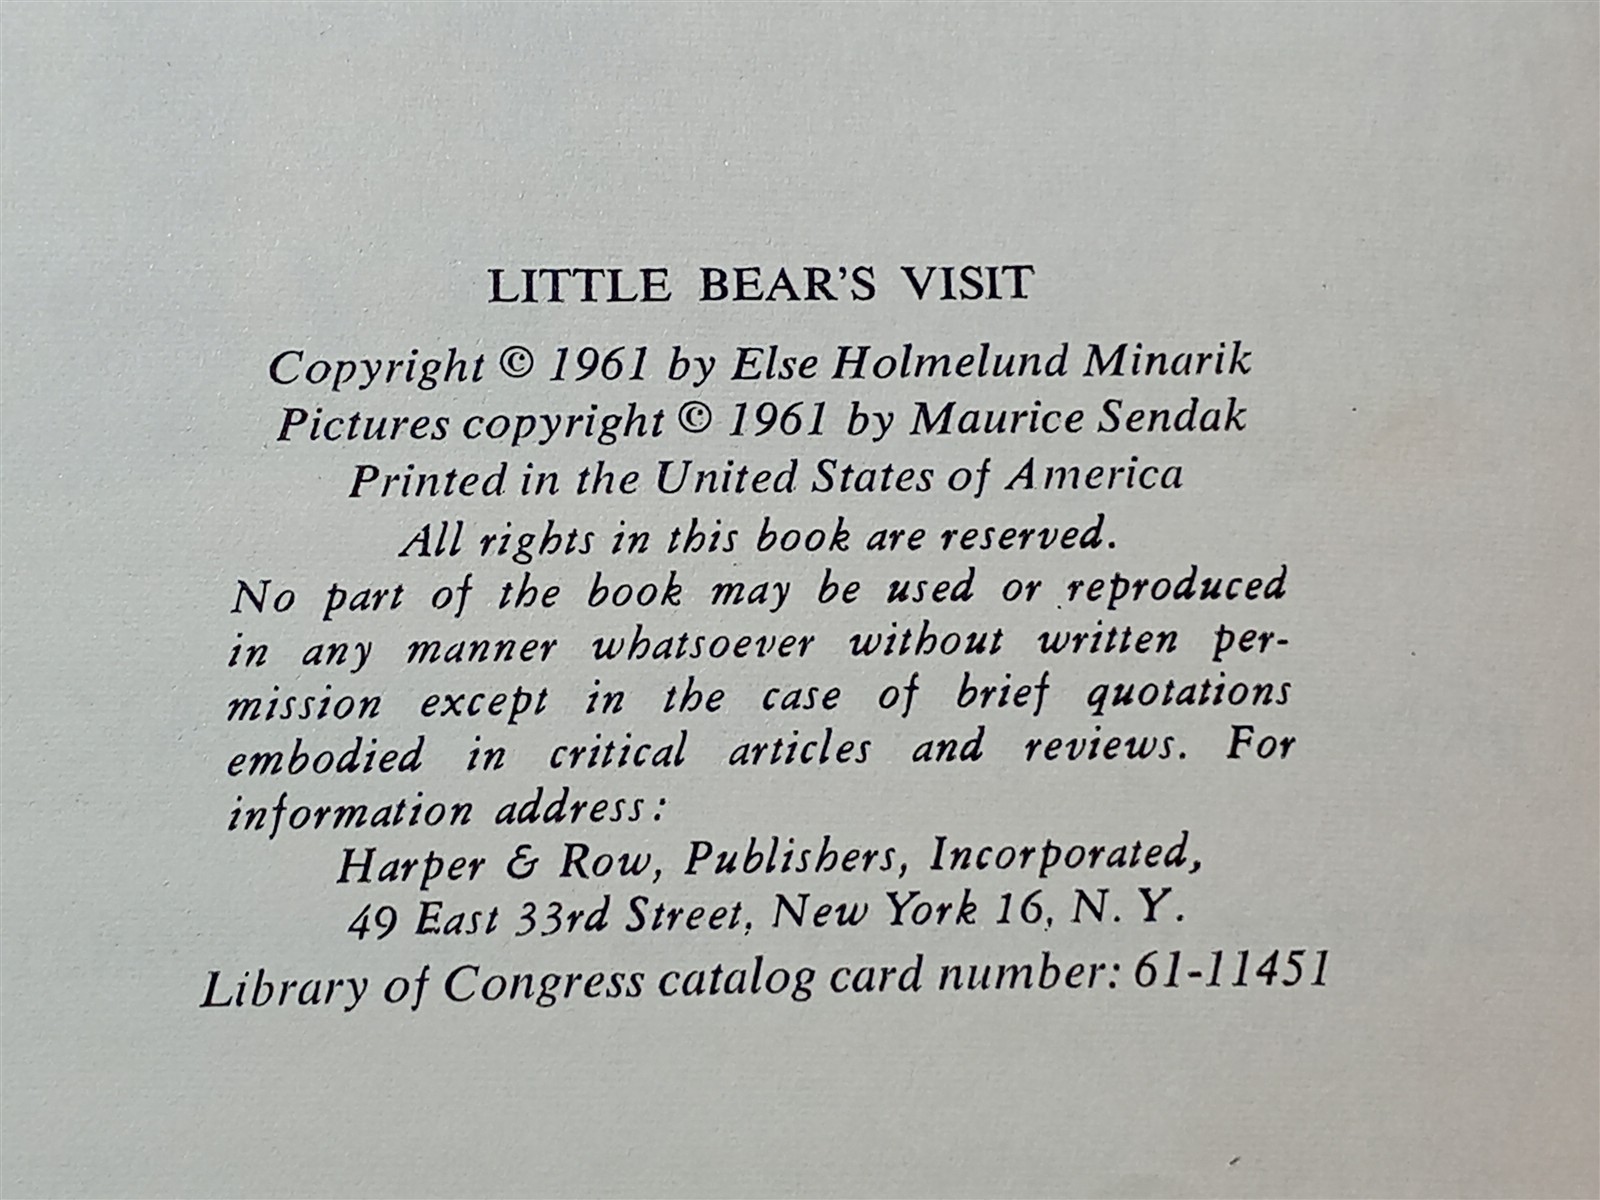 LITTLE BEAR'S VISIT
Copyright © 1961 by Else Holmelund Minarik
Pictures copyright © 1961 by Maurice Sendak
Printed in the United States of America
All rights in this book are reserved.
No part of the book may be used or reproduced
in any manner whatsoever without written per-
mission except in the case of brief quotations
embodied in critical articles and reviews. For
information address:
Harper & Row, Publishers, Incorporated,
49 East 33rd Street, New York 16, N. Y.
Library of Congress catalog card number: 61-11451